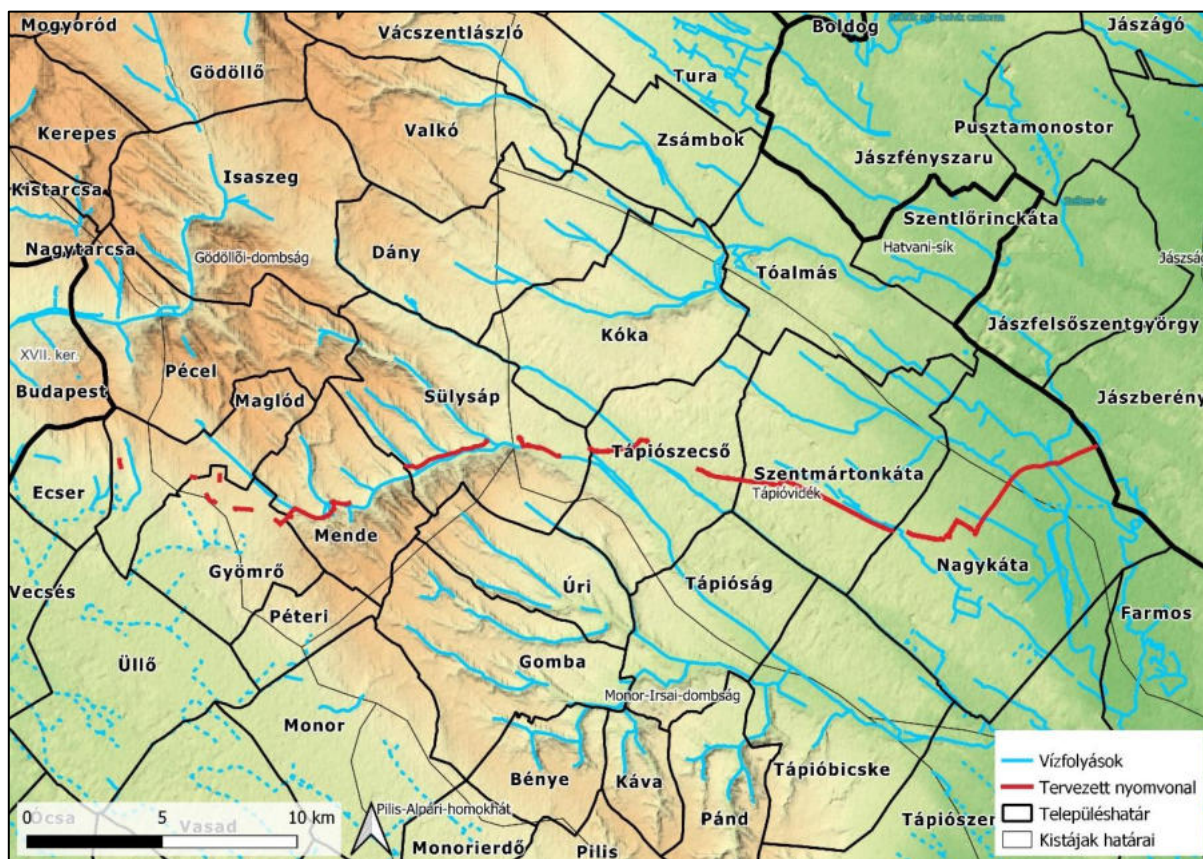 Mogyoród
Vácszentlászló
Boldog
Jászágó
Gödöllő
Tura
Kerepes
Valkó
Zsámbok
Pusztamonostor
Jászfényszaru
Kistarcsa
Isaszeg
Szentlőrinckáta
Nagytarcsa
Gödöllői-dombság
Dány
Hatvani-sík
Tóalmás
Jászság
Kóka
Jászfelsőszentgyörgy
XVII. ker.
Budapest
Pécel
Maglód
Sülysáp
Jászberény
Tápiószecső
Szentmártonkáta
Tápióvidék
Ecser
Mende
Gyömrő
Nagykáta
Vecsés
Úri
Tápióság
Péteri
Farmos
Üllő
Gomba
Monor-Irsai-dombság
Monor
Bénye
Káva
Tápióbicske
Pánd
Pilis-Alpári-homokhát
Ócsa
Vasad
Monorierdő
Pilis
Tápiószer
0 5 10 km
Vízfolyások
Tervezett nyomvonal
Településhatár
Kistájak határai